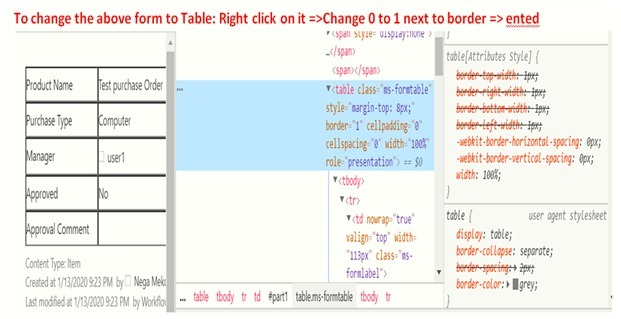 To change the above form to Table: Right click on it =>Change 0 to 1 next to border => ented
Product Name Test purchase Order
Purchase Type Computer
Manager user1
Approved No
Approval Comment
Content Type: Item
Created at 1/13/2020 9:23 PM by Nega Meko
Last modified at 1/13/2020 9:23 PM by Workflo
▼<span style="display:none">
…</span>
<span></span>
… ▼<table class="ms-formtable"
style="margin-top: 8px;"
border="1" cellpadding="0"
cellspacing="0" width="100%"
role="presentation"> == $0
▼<tbody>
▼<tr>
▼<td nowrap="true"
valign="top" width=
"113px" class="ms-
formlabel">
… table tbody tr td #part1 table.ms-formtable tbody tr
}
table[Attributes Style] {
border-top-width: 1px;
border-right-width: 1px;
border-bottom-width: 1px;
border-left-width: 1px;
-webkit-border-horizontal-spacing: 0px;
-webkit-border-vertical-spacing: 0px;
width: 100%;
}
table { user agent stylesheet
display: table;
border-collapse: separate;
border-spacing:▸ 2px;
border-color:▸ grey;
}